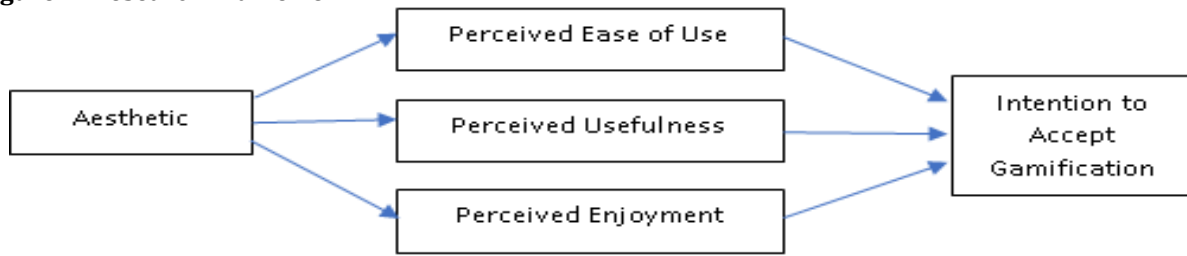 Perceived Ease of Use
Aesthetic
Perceived Usefulness
Perceived Enjoyment
Intention to
Accept
Gamification